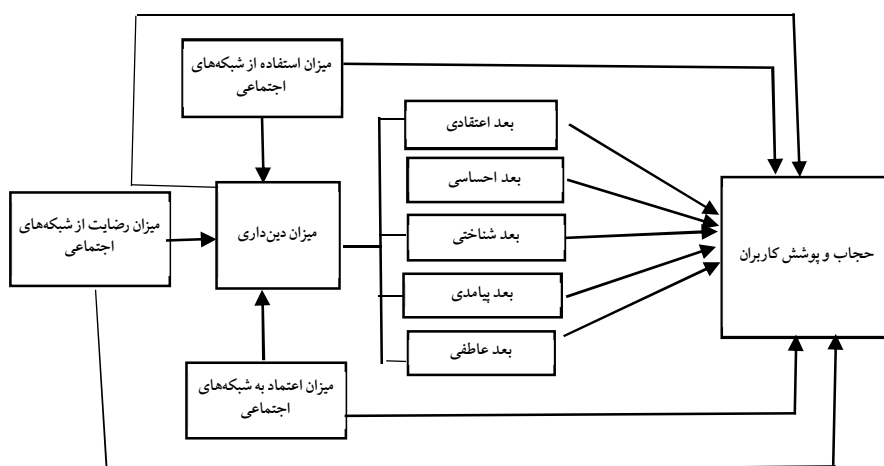 میزان استفاده از شبکه‌های
اجتماعی
بعد اعتقادی
بعد احساسی
میزان رضایت از شبکه‌های
اجتماعی
میزان دین‌داری
بعد شناختی
حجاب و پوشش کاربران
بعد پیامدی
بعد عاطفی
میزان اعتماد به شبکه‌های
اجتماعی